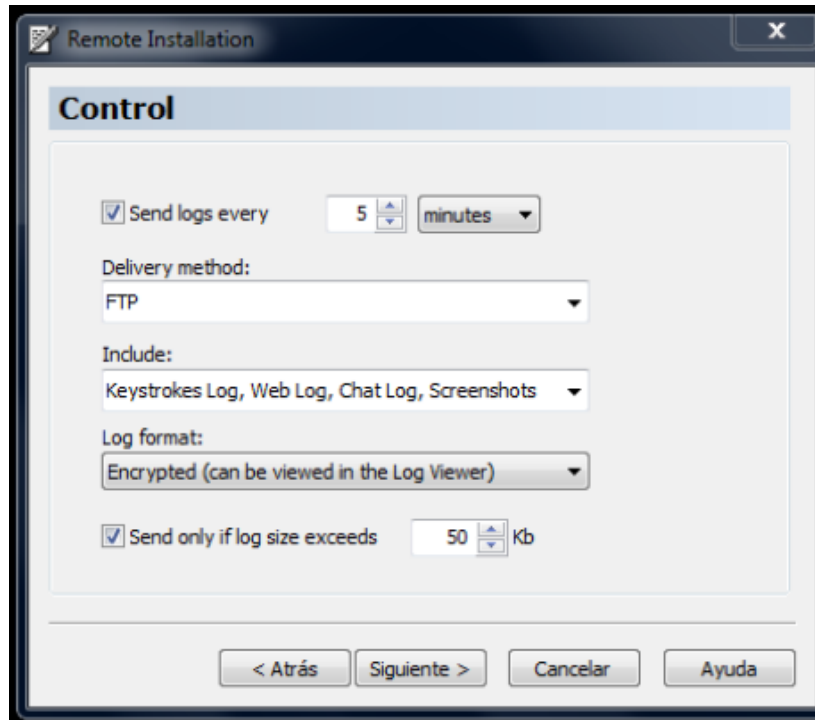 Remote Installation
Control
Send logs every 5 minutes
Delivery method:
FTP
Include:
Keystrokes Log, Web Log, Chat Log, Screenshots
Log format:
Encrypted (can be viewed in the Log Viewer)
Send only if log size exceeds 50 Kb
< Atrás Siguiente > Cancelar Ayuda